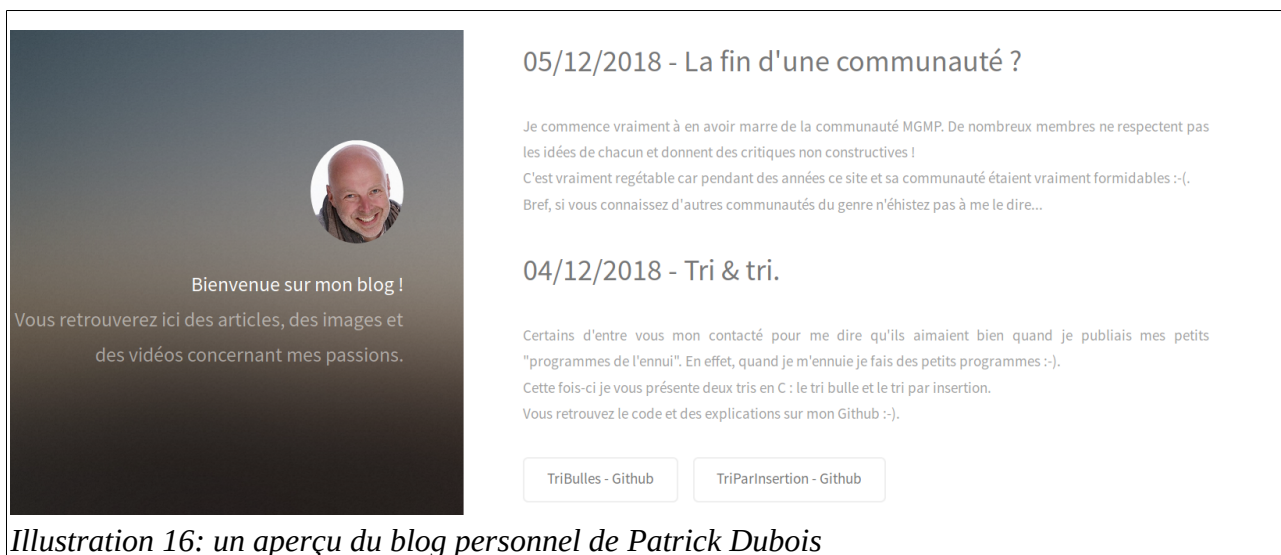 Bienvenue sur mon blog !
Vous retrouverez ici des articles, des images et
des vidéos concernant mes passions.
05/12/2018 - La fin d'une communauté ?
Je commence vraiment à en avoir marre de la communauté MGMP. De nombreux membres ne respectent pas
les idées de chacun et donnent des critiques non constructives !
C'est vraiment regétable car pendant des années ce site et sa communauté étaient vraiment formidables :-(.
Bref, si vous connaissez d'autres communautés du genre n'éhistez pas à me le dire...
04/12/2018 - Tri & tri.
Certains d'entre vous mon contacté pour me dire qu'ils aimaient bien quand je publiais mes petits
"programmes de l'ennui". En effet, quand je m'ennuie je fais des petits programmes :-).
Cette fois-ci je vous présente deux tris en C : le tri bulle et le tri par insertion.
Vous retrouvez le code et des explications sur mon Github :-).
TriBulles - Github
TriParInsertion - Github
Illustration 16: un aperçu du blog personnel de Patrick Dubois